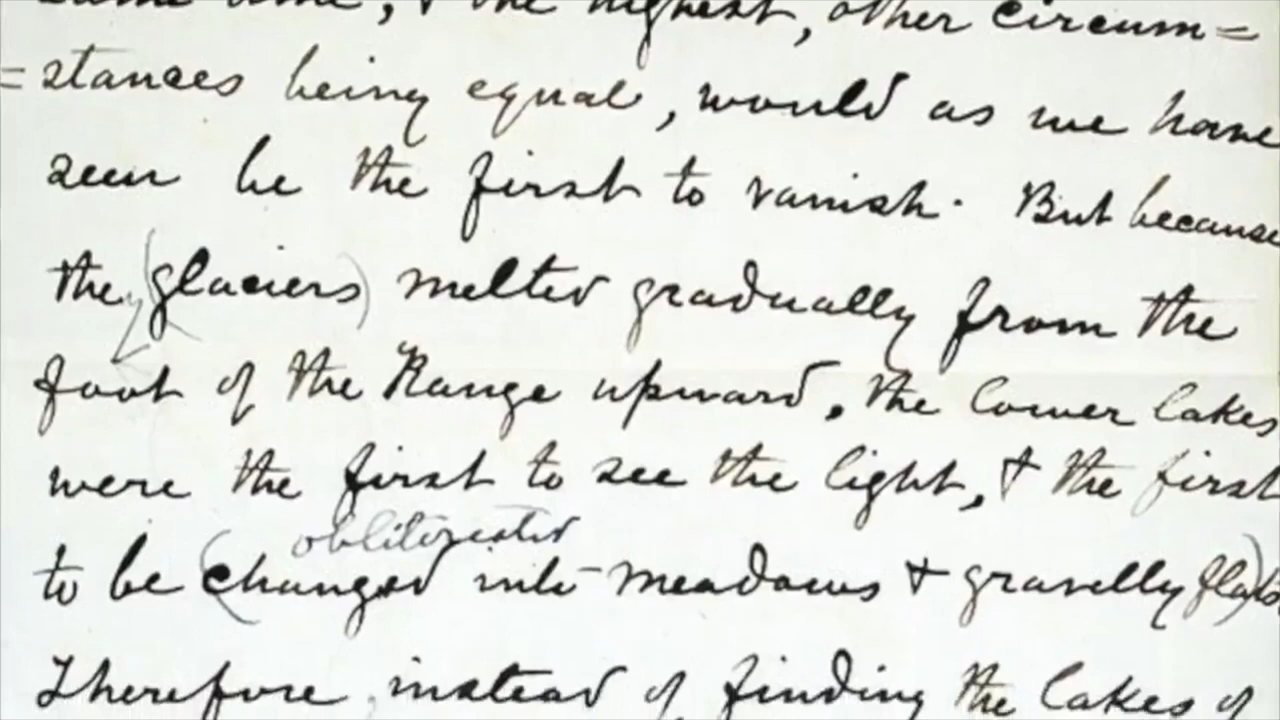 same time, & the highest, other circum=
=stances being equal, would as we have
seen be the first to vanish. But because
the (glaciers) melted gradually from the
foot of the Range upward, the lower lakes
were the first to see the light, & the first
obliterated
to be (changed into meadows & gravelly flats)
Therefore, instead of finding the lakes of